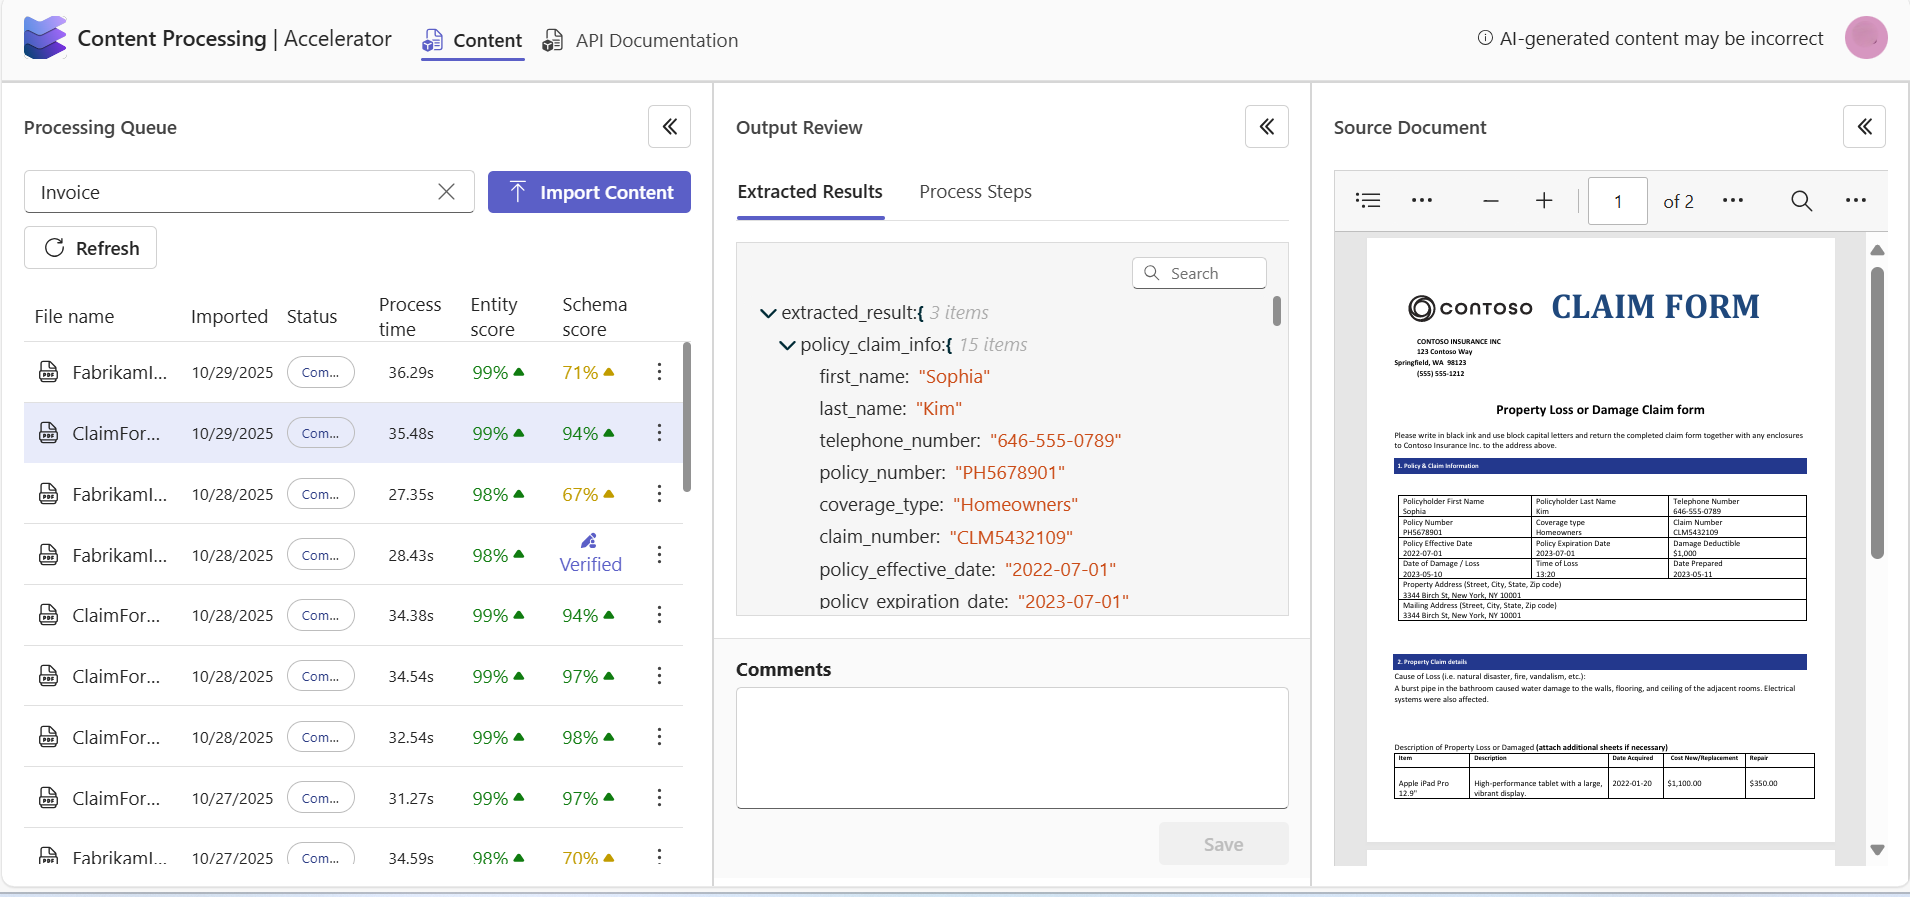 Content Processing | Accelerator
Content
API Documentation
AI-generated content may be incorrect
Processing Queue
Invoice
Import Content
Refresh
File name Imported Status Process time Entity score Schema score
FabrikamI... 10/29/2025 Com... 36.29s 99% 71%
ClaimFor... 10/29/2025 Com... 35.48s 99% 94%
FabrikamI... 10/28/2025 Com... 27.35s 98% 67%
FabrikamI... 10/28/2025 Com... 28.43s 98% Verified
ClaimFor... 10/28/2025 Com... 34.38s 99% 94%
ClaimFor... 10/28/2025 Com... 34.54s 99% 97%
ClaimFor... 10/28/2025 Com... 32.54s 99% 98%
ClaimFor... 10/27/2025 Com... 31.27s 99% 97%
FabrikamI... 10/27/2025 Com... 34.59s 98% 70%
Output Review
Extracted Results
Process Steps
Search
extracted_result:{ 3 items
policy_claim_info:{ 15 items
first_name: "Sophia"
last_name: "Kim"
telephone_number: "646-555-0789"
policy_number: "PH5678901"
coverage_type: "Homeowners"
claim_number: "CLM5432109"
policy_effective_date: "2022-07-01"
policy_expiration_date: "2023-07-01"
Comments
Save
Source Document
1 of 2
CONTOSO CLAIM FORM
CONTOSO INSURANCE INC
123 Contoso Way
Springfield, WA 98123
(555) 555-1212
Property Loss or Damage Claim form
Please write in black ink and use block capital letters and return the completed claim form together with any enclosures
to Contoso Insurance Inc. to the address above.
1. Policy & Claim Information
Policyholder First Name Policyholder Last Name Telephone Number
Sophia Kim 646-555-0789
Policy Number Coverage type Claim Number
PH5678901 Homeowners CLM5432109
Policy Effective Date Policy Expiration Date Damage Deductible
2022-07-01 2023-07-01 $1,000
Date of Damage / Loss Time of Loss Date Prepared
2023-05-10 13:20 2023-05-11
Property Address (Street, City, State, Zip code)
3344 Birch St, New York, NY 10001
Mailing Address (Street, City, State, Zip code)
3344 Birch St, New York, NY 10001
2. Property Claim details
Cause of Loss (i.e. natural disaster, fire, vandalism, etc.):
A burst pipe in the bathroom caused water damage to the walls, flooring, and ceiling of the adjacent rooms. Electrical
systems were also affected.
Description of Property Loss or Damaged (attach additional sheets if necessary)
Item Description Date Acquired Cost New/Replacement Repair
Apple iPad Pro High-performance tablet with a large, 2022-01-20 $1,100.00 $350.00
12.9" vibrant display.